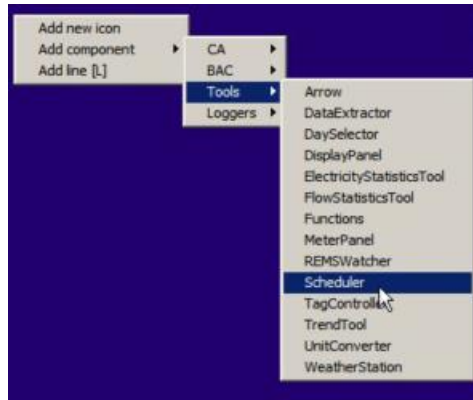 Add new icon
Add component
Add line [L]
CA
BAC
Tools
Loggers
Arrow
DataExtractor
DaySelector
DisplayPanel
ElectricityStatisticsTool
FlowStatisticsTool
Functions
MeterPanel
REMSWatcher
Scheduler
TagController
TrendTool
UnitConverter
WeatherStation